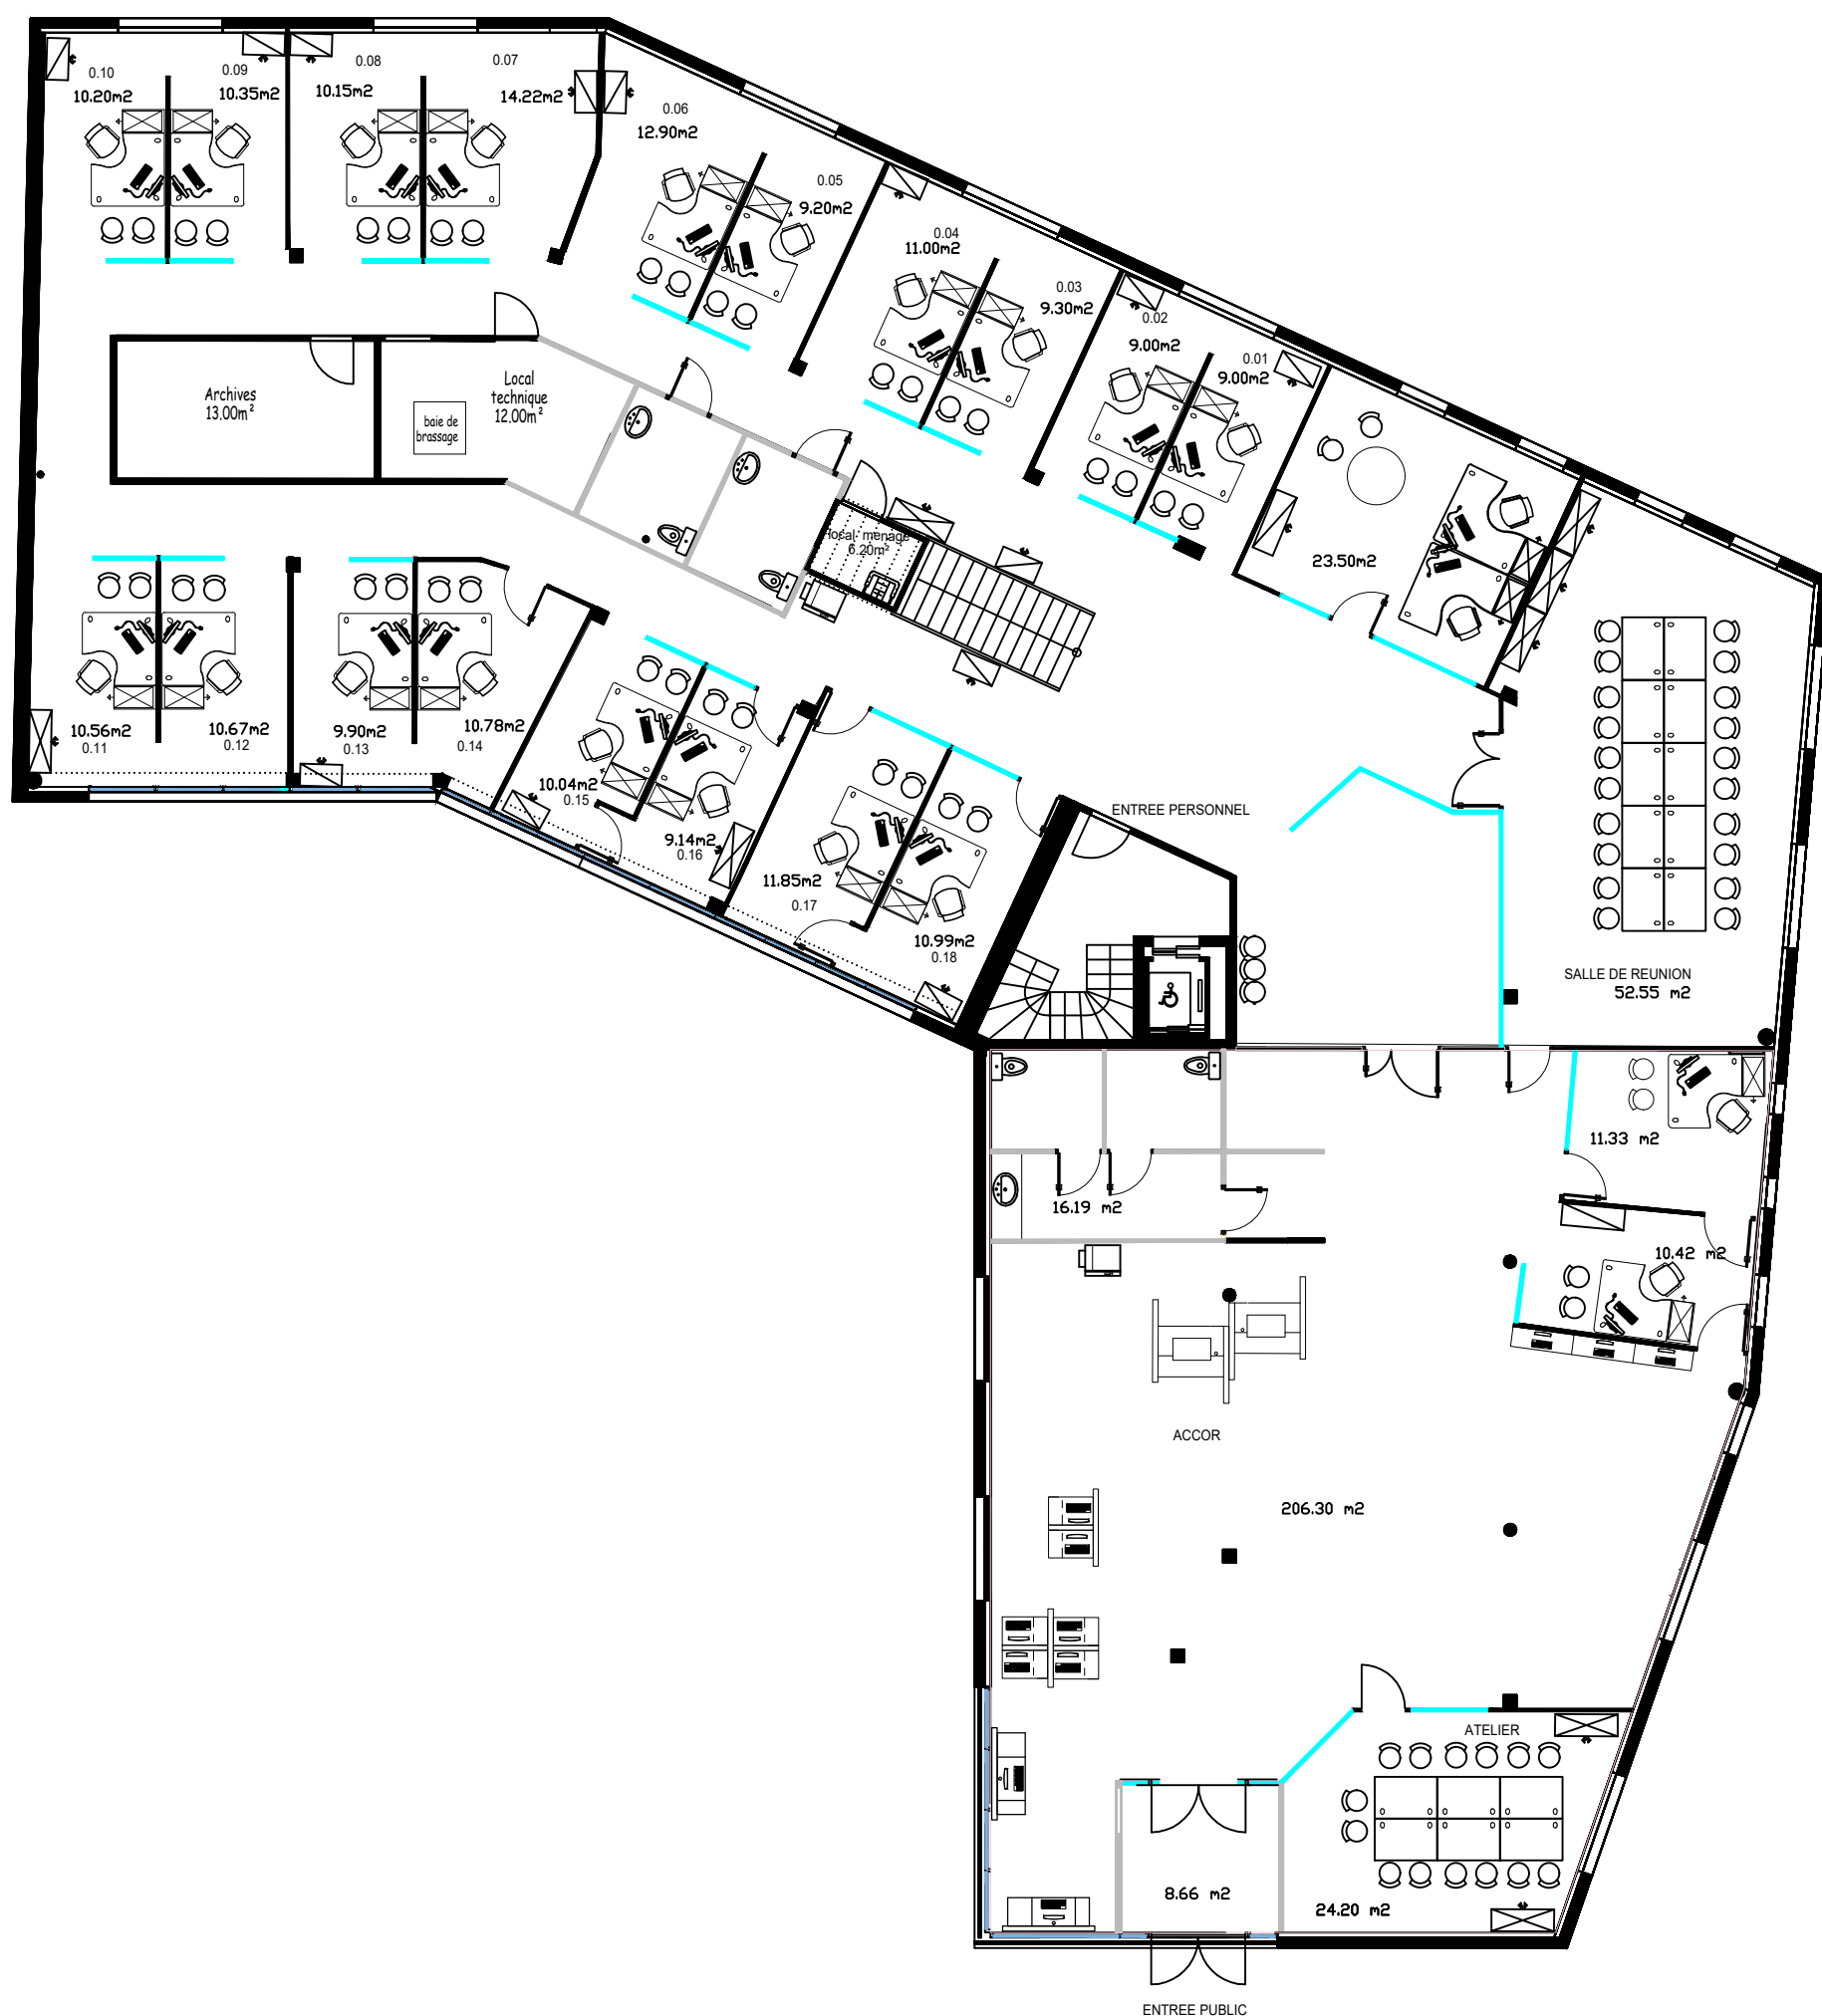 0.10
10.20m2
0.09
10.35m2
0.08
10.15m2
0.07
14.22m2
0.06
12.90m2
0.05
9.20m2
0.04
11.00m2
0.03
9.30m2
0.02
9.00m2
0.01
9.00m2
Archives
13.00m²
Local
technique
12.00m²
baie de
brassage
menage
6.20m²
23.50m2
10.56m2
0.11
10.67m2
0.12
9.90m2
0.13
10.78m2
0.14
10.04m2
0.15
9.14m2
0.16
11.85m2
0.17
10.99m2
0.18
ENTREE PERSONNEL
SALLE DE REUNION
52.55 m2
11.33 m2
16.19 m2
10.42 m2
ACCOR
206.30 m2
ATELIER
24.20 m2
8.66 m2
ENTREE PUBLIC